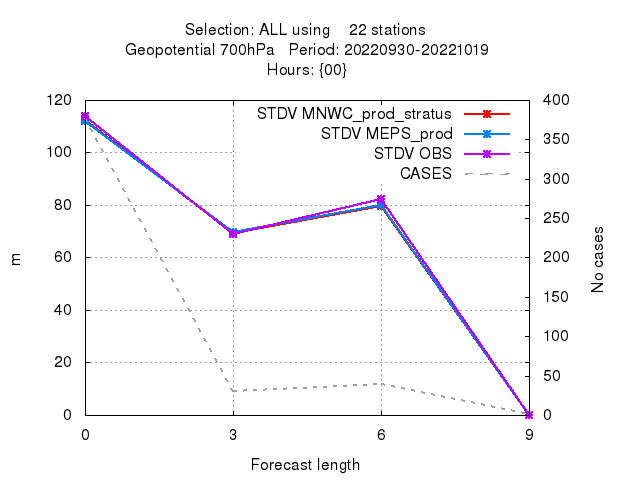 Selection: ALL using 22 stations
Geopotential 700hPa Period: 20220930-20221019
Hours: {00}
STDV MNWC_prod_stratus
STDV MEPS_prod
STDV OBS
CASES
120
100
80
60
40
20
0
m
400
350
300
250
200
150
100
50
0
No cases
0 3 6 9
Forecast length